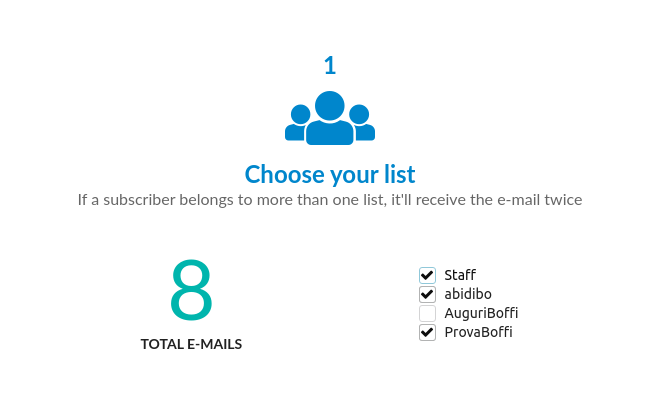 1
Choose your list
If a subscriber belongs to more than one list, it'll receive the e-mail twice
8
TOTAL E-MAILS
Staff
abidibo
AuguriBoffi
ProvaBoffi